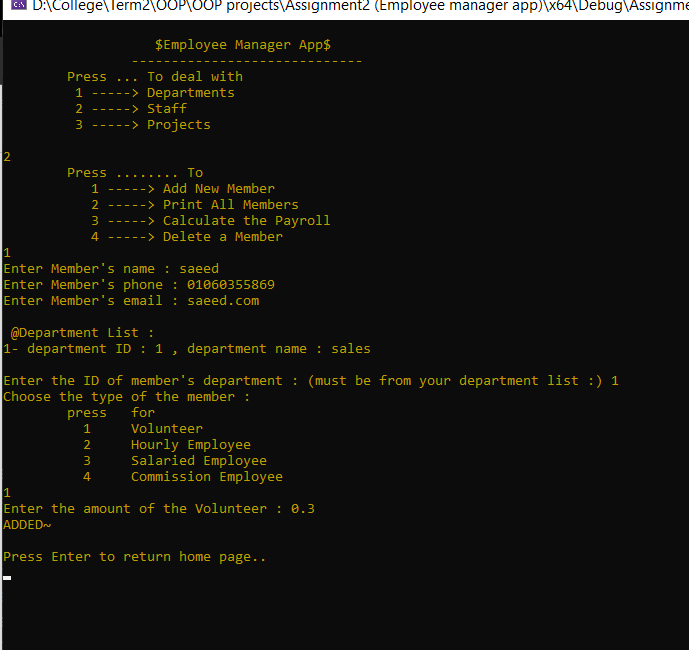 D:\College\Term2\OOP\OOP projects\Assignment2 (Employee manager app)\x64\Debug\Assignme
$Employee Manager App$
-----------------------------
Press ... To deal with
1 -----> Departments
2 -----> Staff
3 -----> Projects
2
Press ........ To
1 -----> Add New Member
2 -----> Print All Members
3 -----> Calculate the Payroll
4 -----> Delete a Member
1
Enter Member's name : saeed
Enter Member's phone : 01060355869
Enter Member's email : saeed.com
@Department List :
1- department ID : 1 , department name : sales
Enter the ID of member's department : (must be from your department list :) 1
Choose the type of the member :
press   for
1     Volunteer
2     Hourly Employee
3     Salaried Employee
4     Commission Employee
1
Enter the amount of the Volunteer : 0.3
ADDED~
Press Enter to return home page..